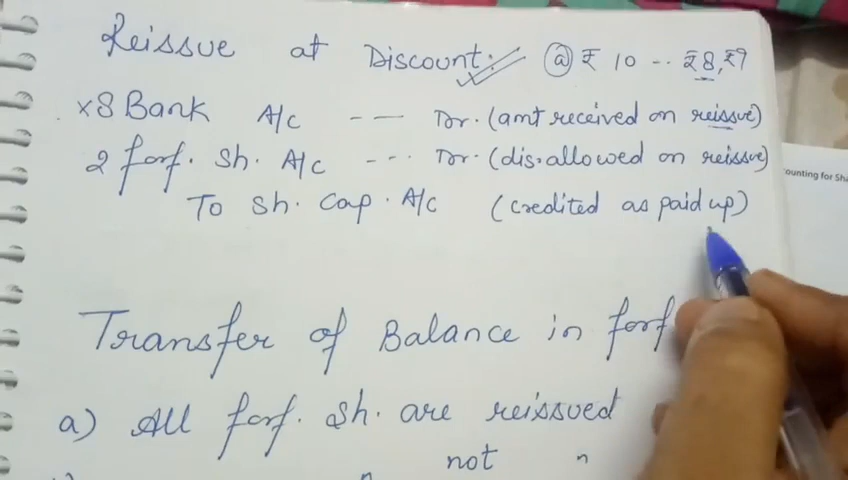 Reissue at Discount:- @ ₹ 10 -- ₹8, ₹9
x8 Bank A/c --- Dr. (amt received on reissue)
2 forf. Sh. A/c --- Dr. (dis. allowed on reissue)
To Sh. Cap. A/c (credited as paid up)
ounting for Sha
Transfer of Balance in forf
a) All forf. Sh. are reissued
not "